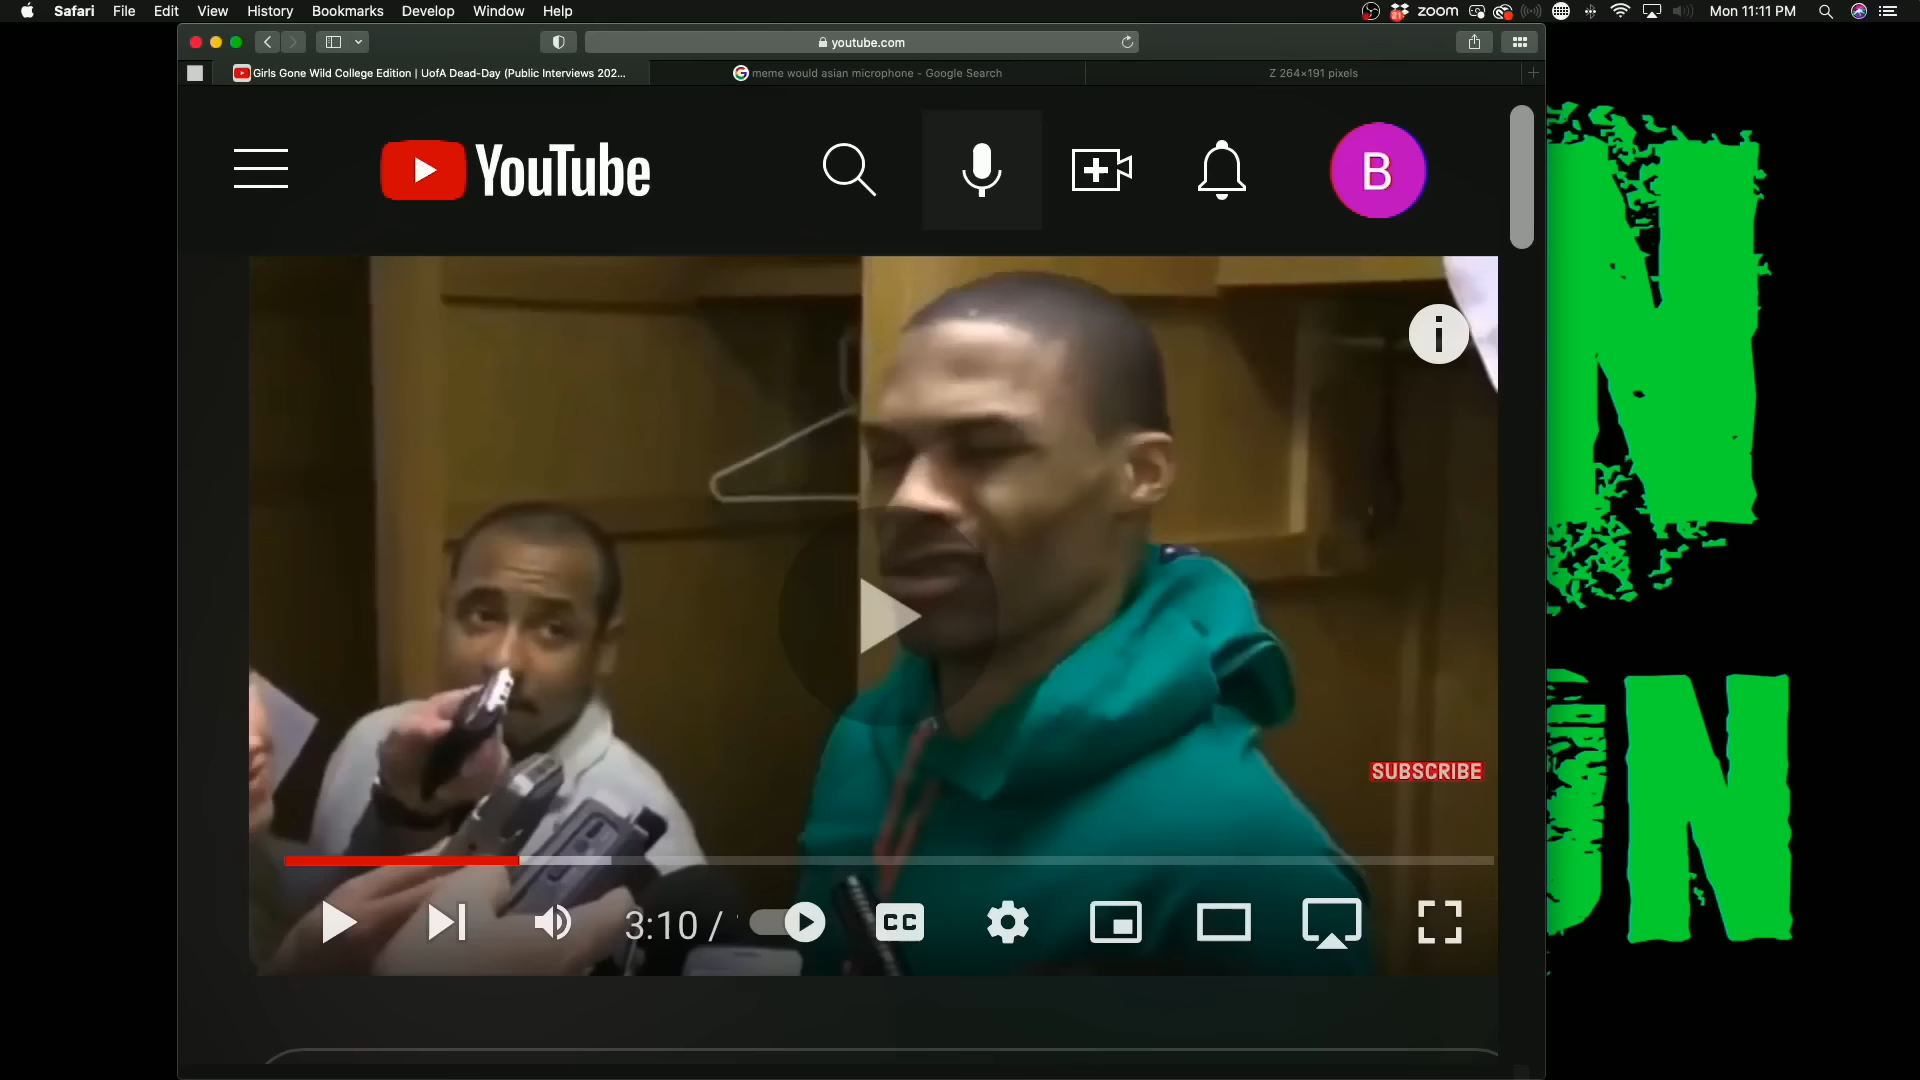 Safari File Edit View History Bookmarks Develop Window Help
21 zoom Mon 11:11 PM
youtube.com
Girls Gone Wild College Edition | UofA Dead-Day (Public Interviews 202...
meme would asian microphone - Google Search
Z 264×191 pixels
YouTube
B
i
N
SUBSCRIBE
3:10 /
CC
ON